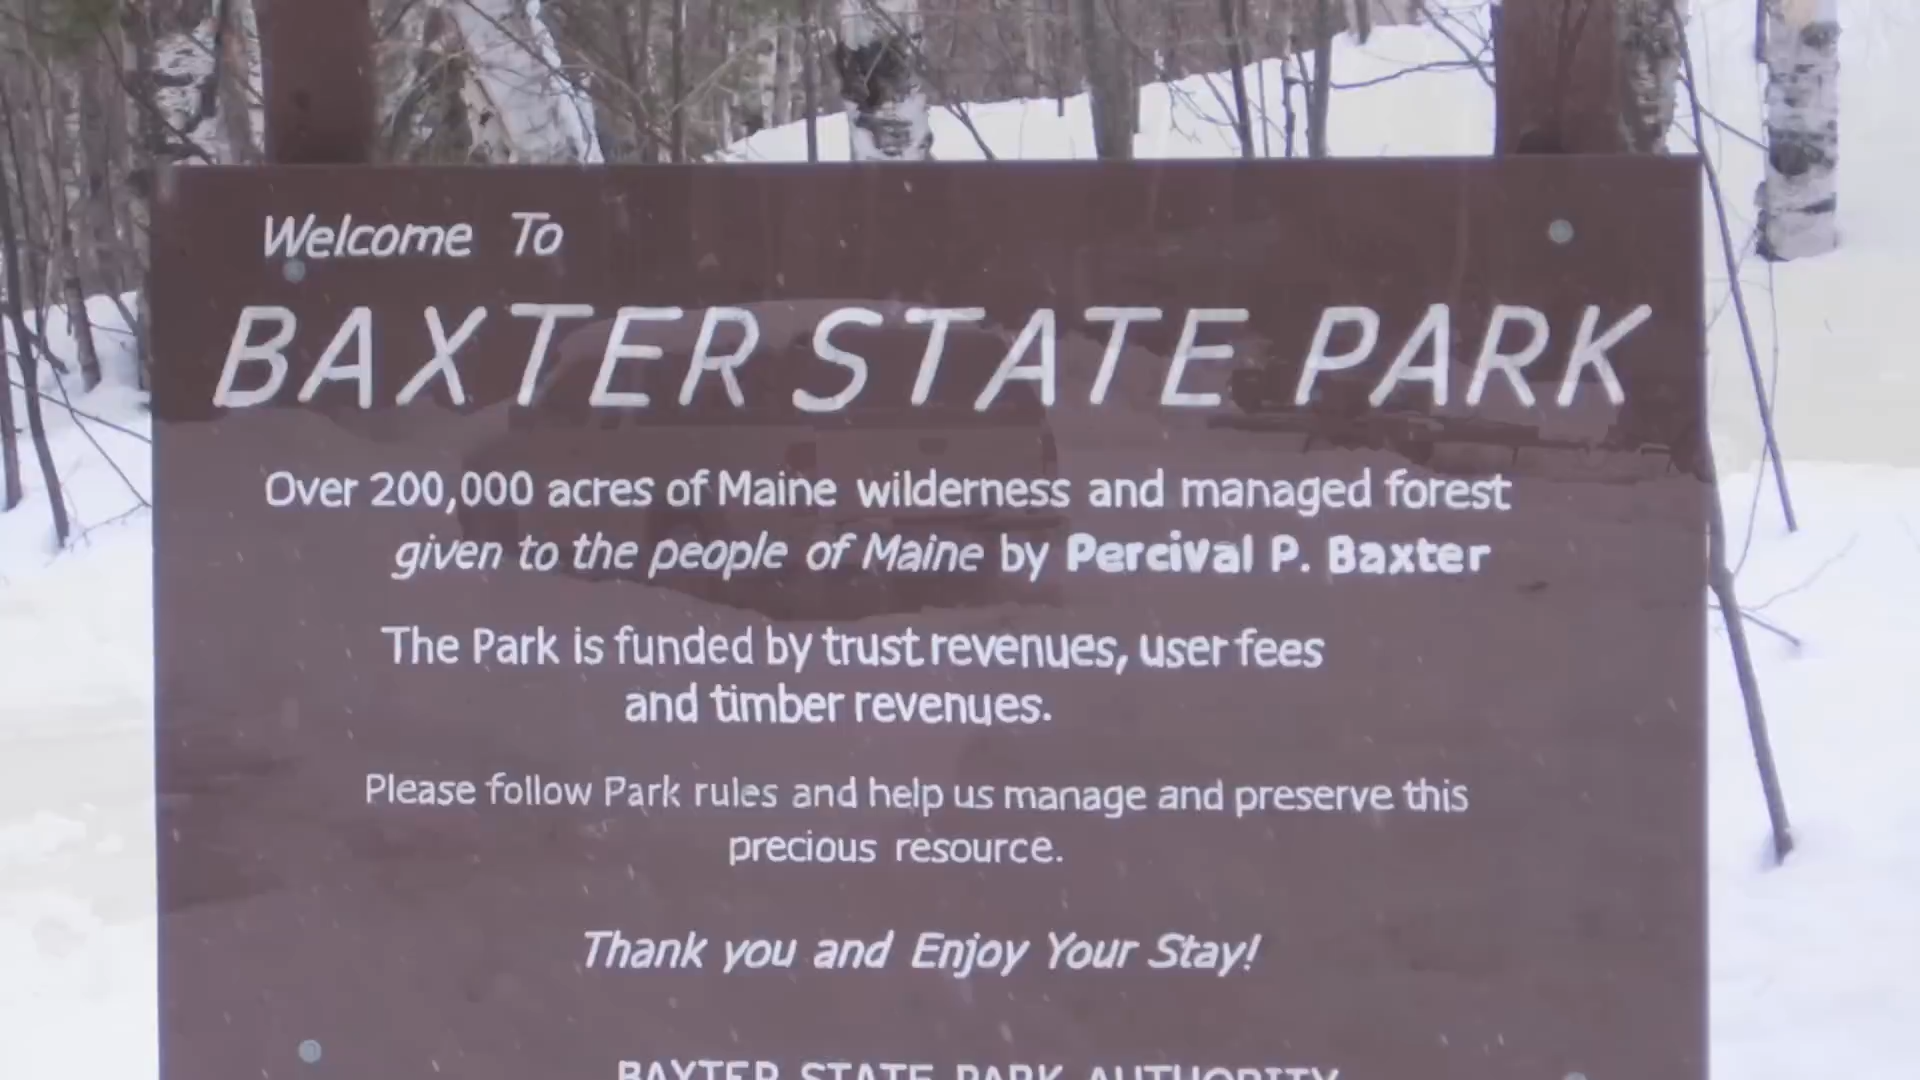 Welcome To
BAXTER STATE PARK
Over 200,000 acres of Maine wilderness and managed forest
given to the people of Maine by Percival P. Baxter
The Park is funded by trust revenues, user fees
and timber revenues.
Please follow Park rules and help us manage and preserve this
precious resource.
Thank you and Enjoy Your Stay!
BAXTER STATE PARK AUTHORITY